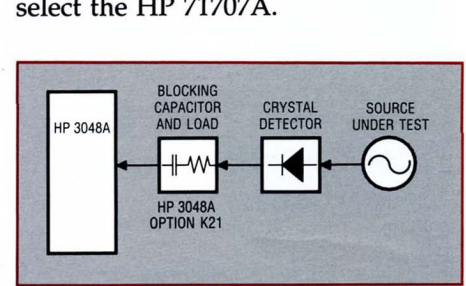 select the HP 71707A.
BLOCKING
CAPACITOR
AND LOAD
CRYSTAL
DETECTOR
SOURCE
UNDER TEST
HP 3048A
HP 3048A
OPTION K21